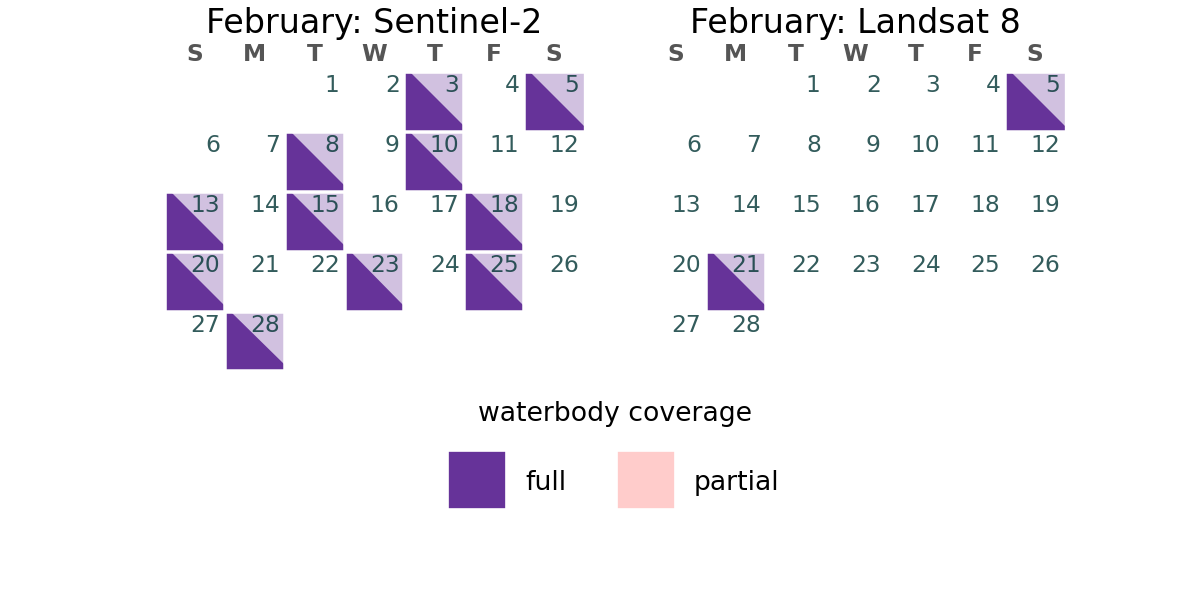 February: Sentinel-2
S M T W T F S
1 2 3 4 5
6 7 8 9 10 11 12
13 14 15 16 17 18 19
20 21 22 23 24 25 26
27 28
February: Landsat 8
S M T W T F S
1 2 3 4 5
6 7 8 9 10 11 12
13 14 15 16 17 18 19
20 21 22 23 24 25 26
27 28
waterbody coverage
full partial